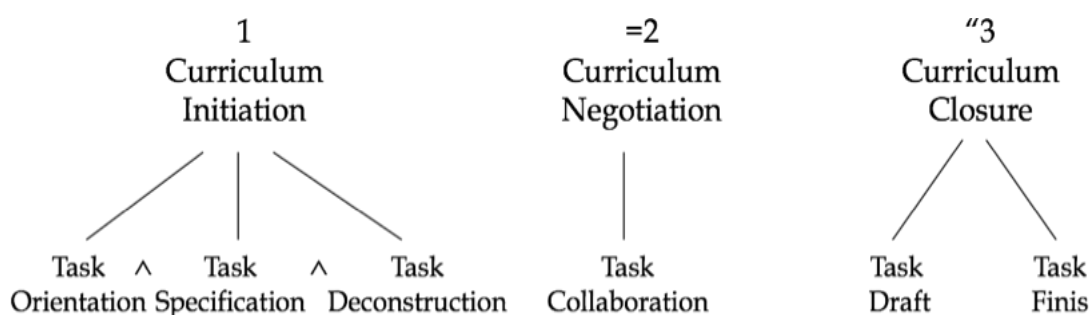 1 =2 “3
Curriculum Curriculum Curriculum
Initiation Negotiation Closure
Task ∧ Task ∧ Task Task Task Task
Orientation Specification Deconstruction Collaboration Draft Finis